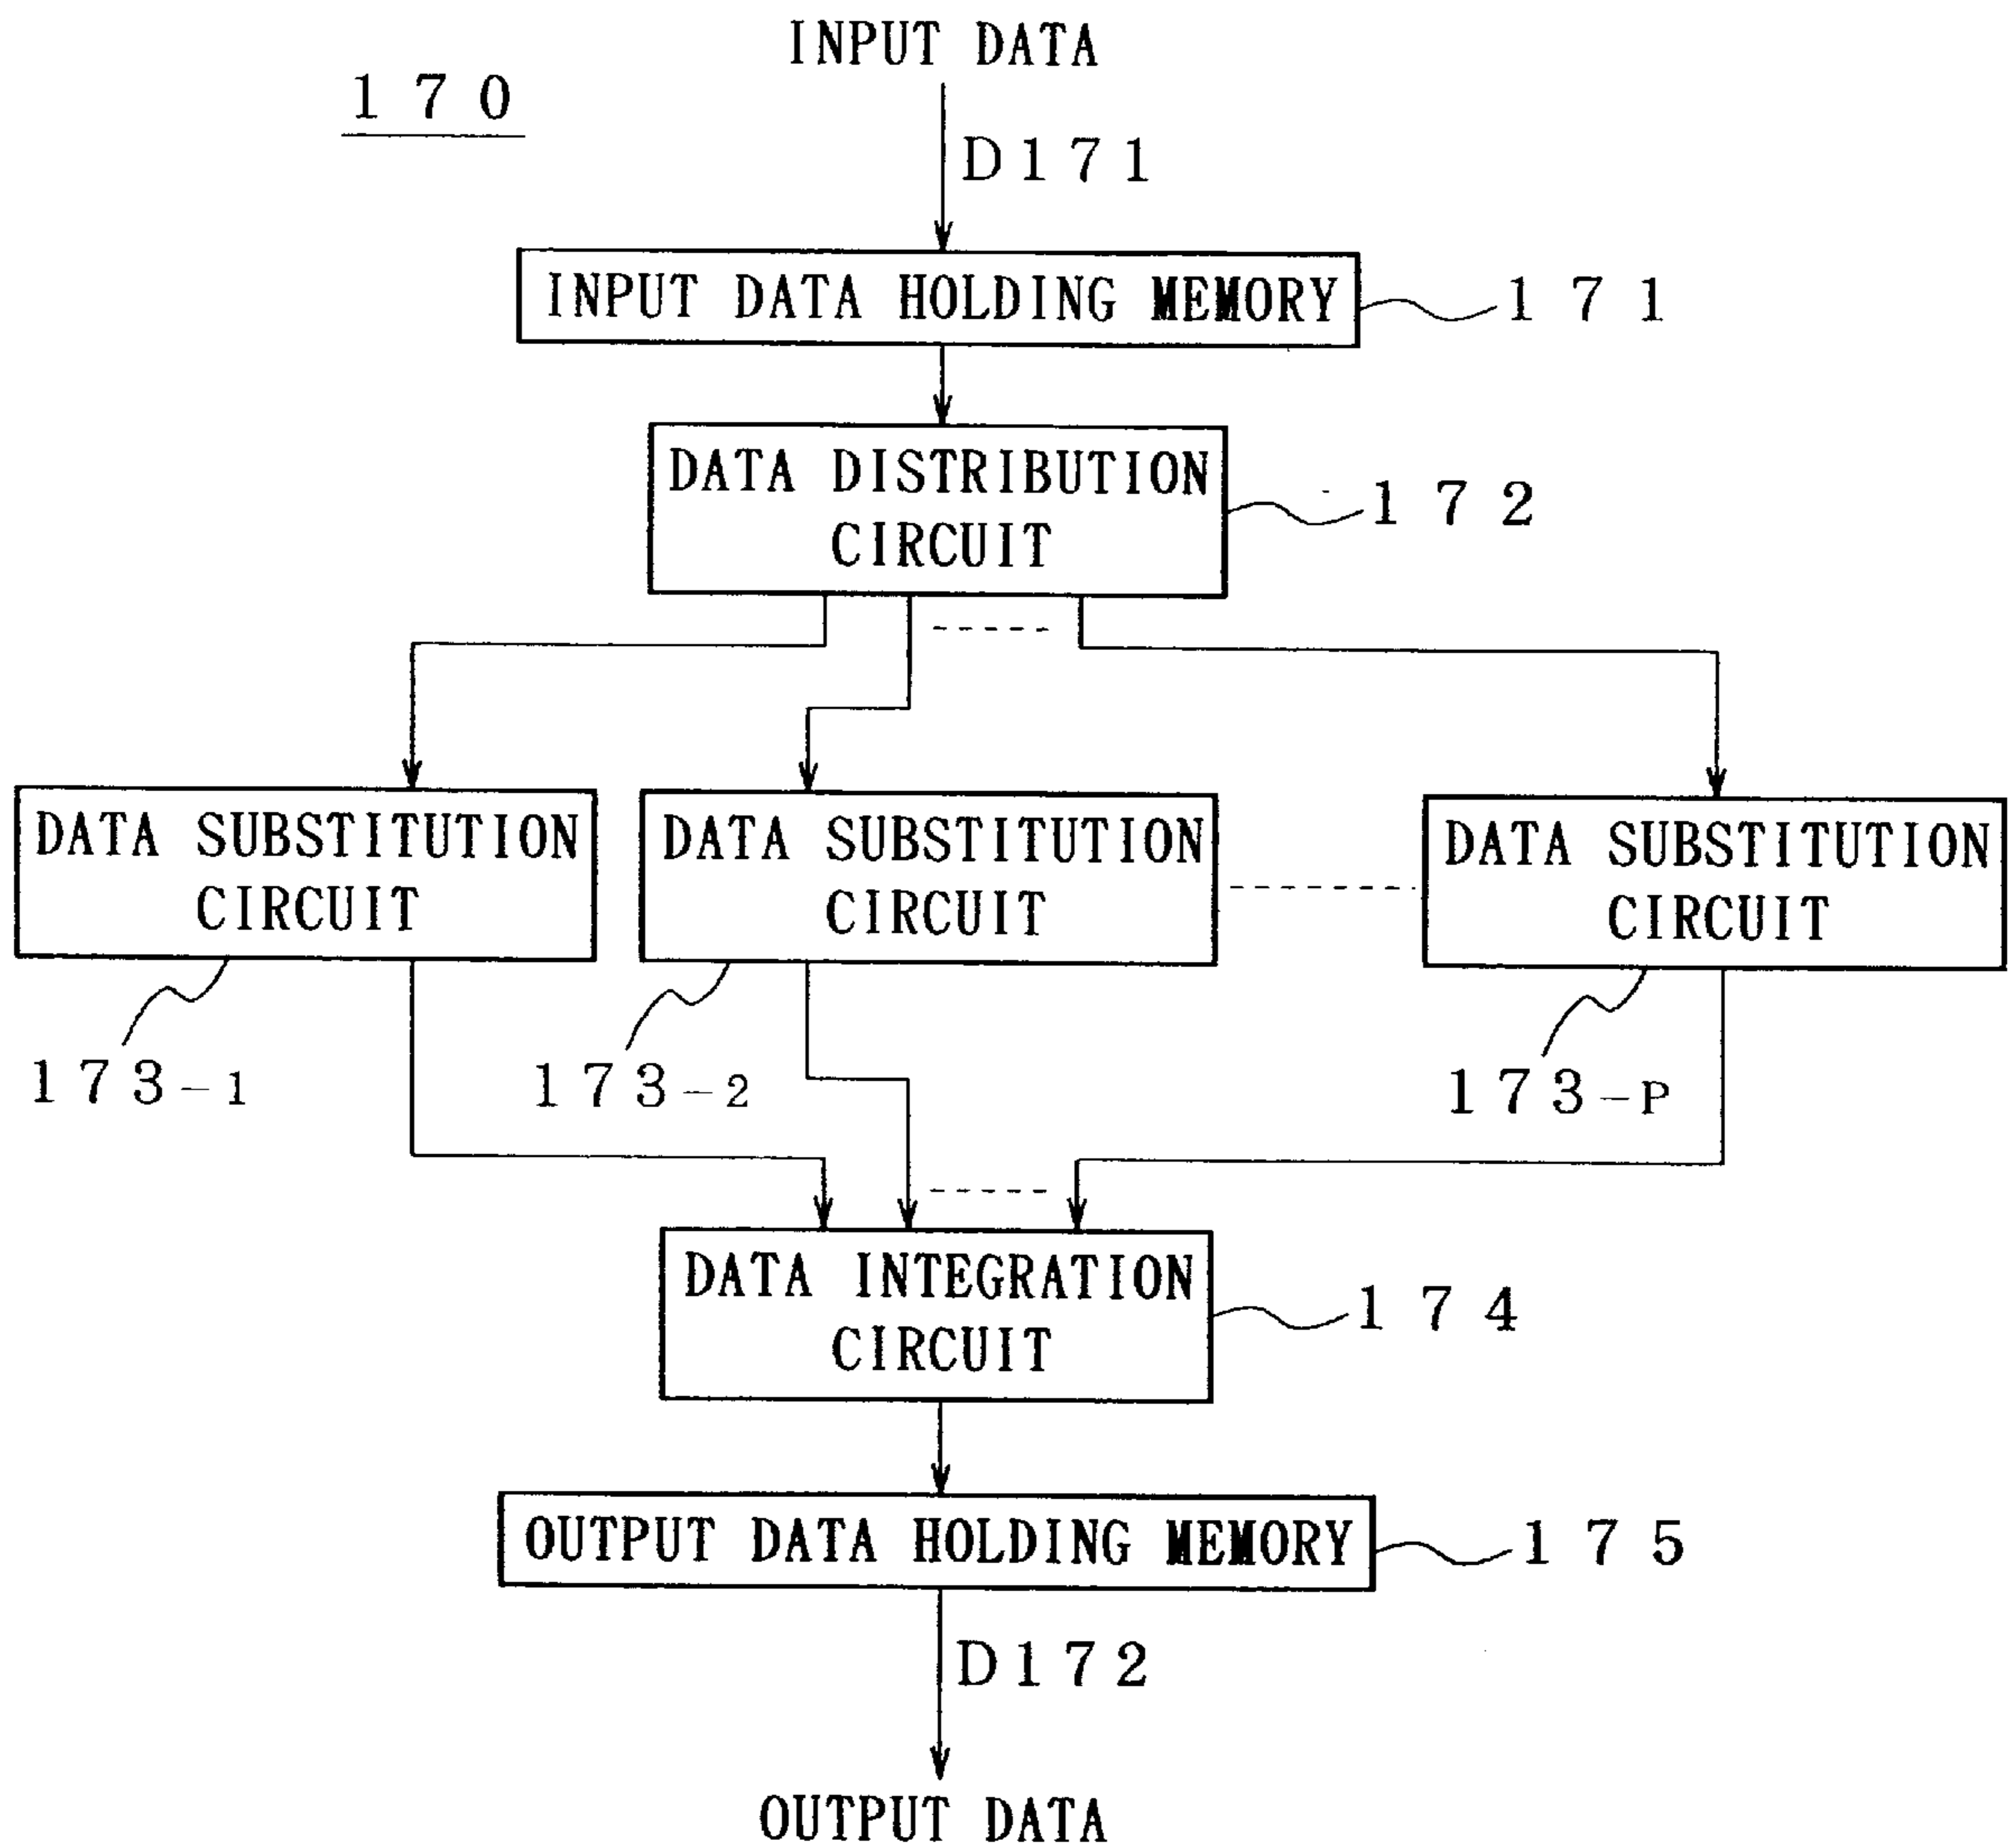 INPUT DATA
170
D171
INPUT DATA HOLDING MEMORY
171
DATA DISTRIBUTION
CIRCUIT
172
DATA SUBSTITUTION
CIRCUIT
DATA SUBSTITUTION
CIRCUIT
DATA SUBSTITUTION
CIRCUIT
173-1
173-2
173-P
DATA INTEGRATION
CIRCUIT
174
OUTPUT DATA HOLDING MEMORY
175
D172
OUTPUT DATA